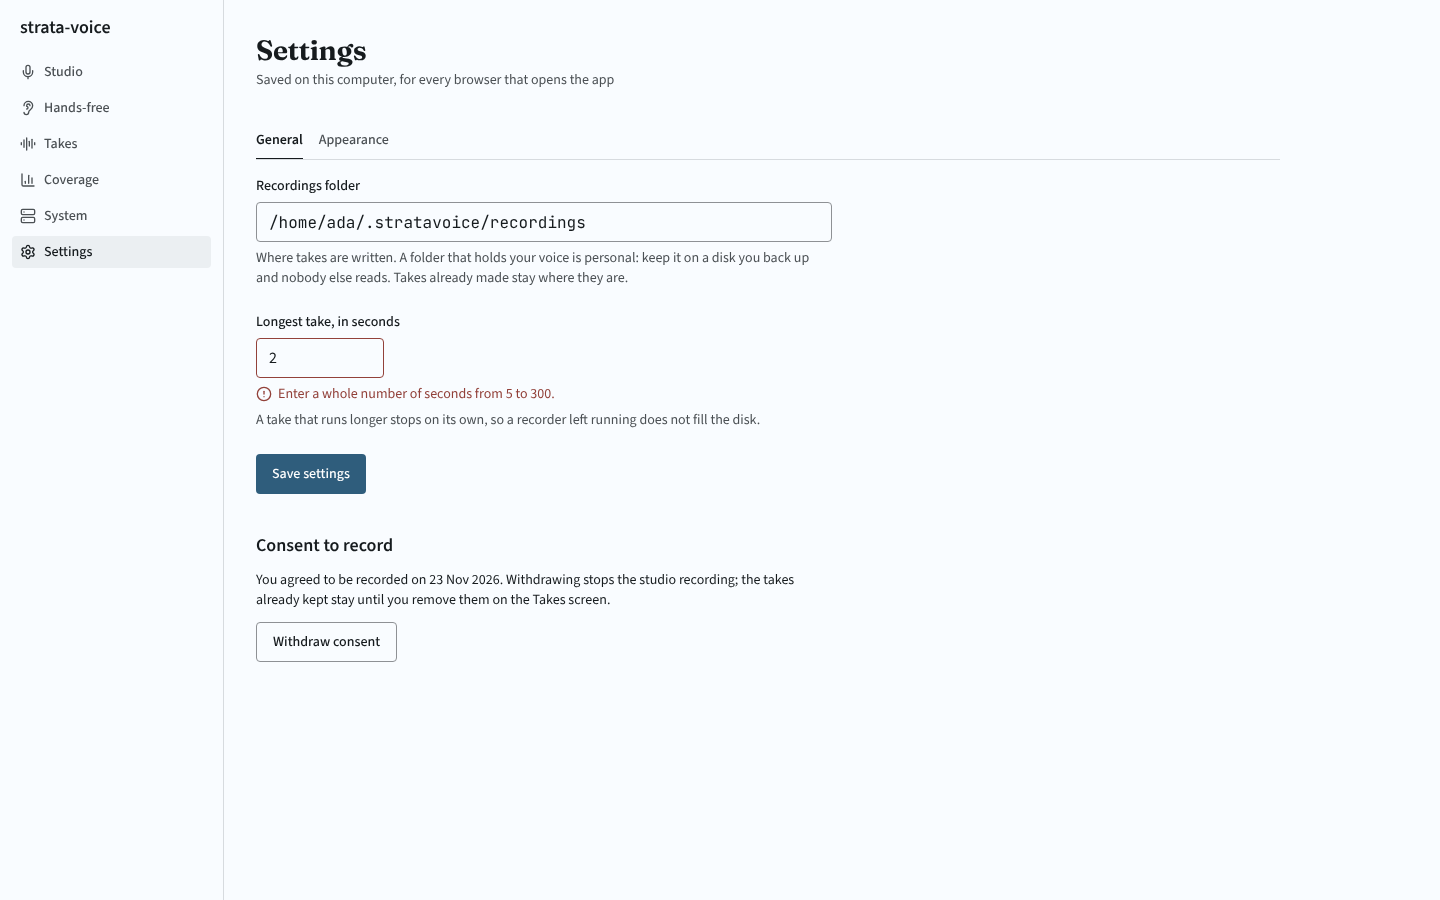 strata-voice
Studio
Hands-free
Takes
Coverage
System
Settings
Settings
Saved on this computer, for every browser that opens the app
General
Appearance
Recordings folder
/home/ada/.stratavoice/recordings
Where takes are written. A folder that holds your voice is personal: keep it on a disk you back up
and nobody else reads. Takes already made stay where they are.
Longest take, in seconds
2
Enter a whole number of seconds from 5 to 300.
A take that runs longer stops on its own, so a recorder left running does not fill the disk.
Save settings
Consent to record
You agreed to be recorded on 23 Nov 2026. Withdrawing stops the studio recording; the takes
already kept stay until you remove them on the Takes screen.
Withdraw consent